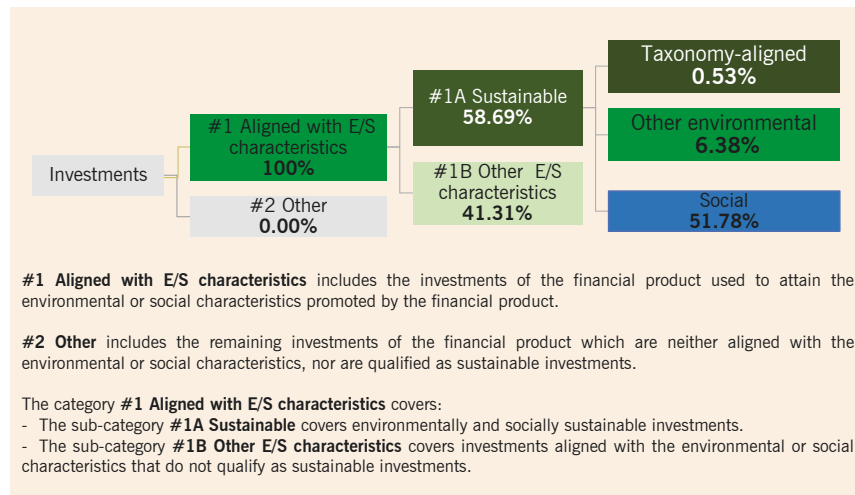 Taxonomy-aligned
0.53%
#1A Sustainable
58.69%
Other environmental
6.38%
#1 Aligned with E/S
characteristics
100%
Investments
#1B Other E/S
characteristics
41.31%
#2 Other
0.00%
Social
51.78%
#1 Aligned with E/S characteristics includes the investments of the financial product used to attain the
environmental or social characteristics promoted by the financial product.
#2 Other includes the remaining investments of the financial product which are neither aligned with the
environmental or social characteristics, nor are qualified as sustainable investments.
The category #1 Aligned with E/S characteristics covers:
- The sub-category #1A Sustainable covers environmentally and socially sustainable investments.
- The sub-category #1B Other E/S characteristics covers investments aligned with the environmental or social
characteristics that do not qualify as sustainable investments.